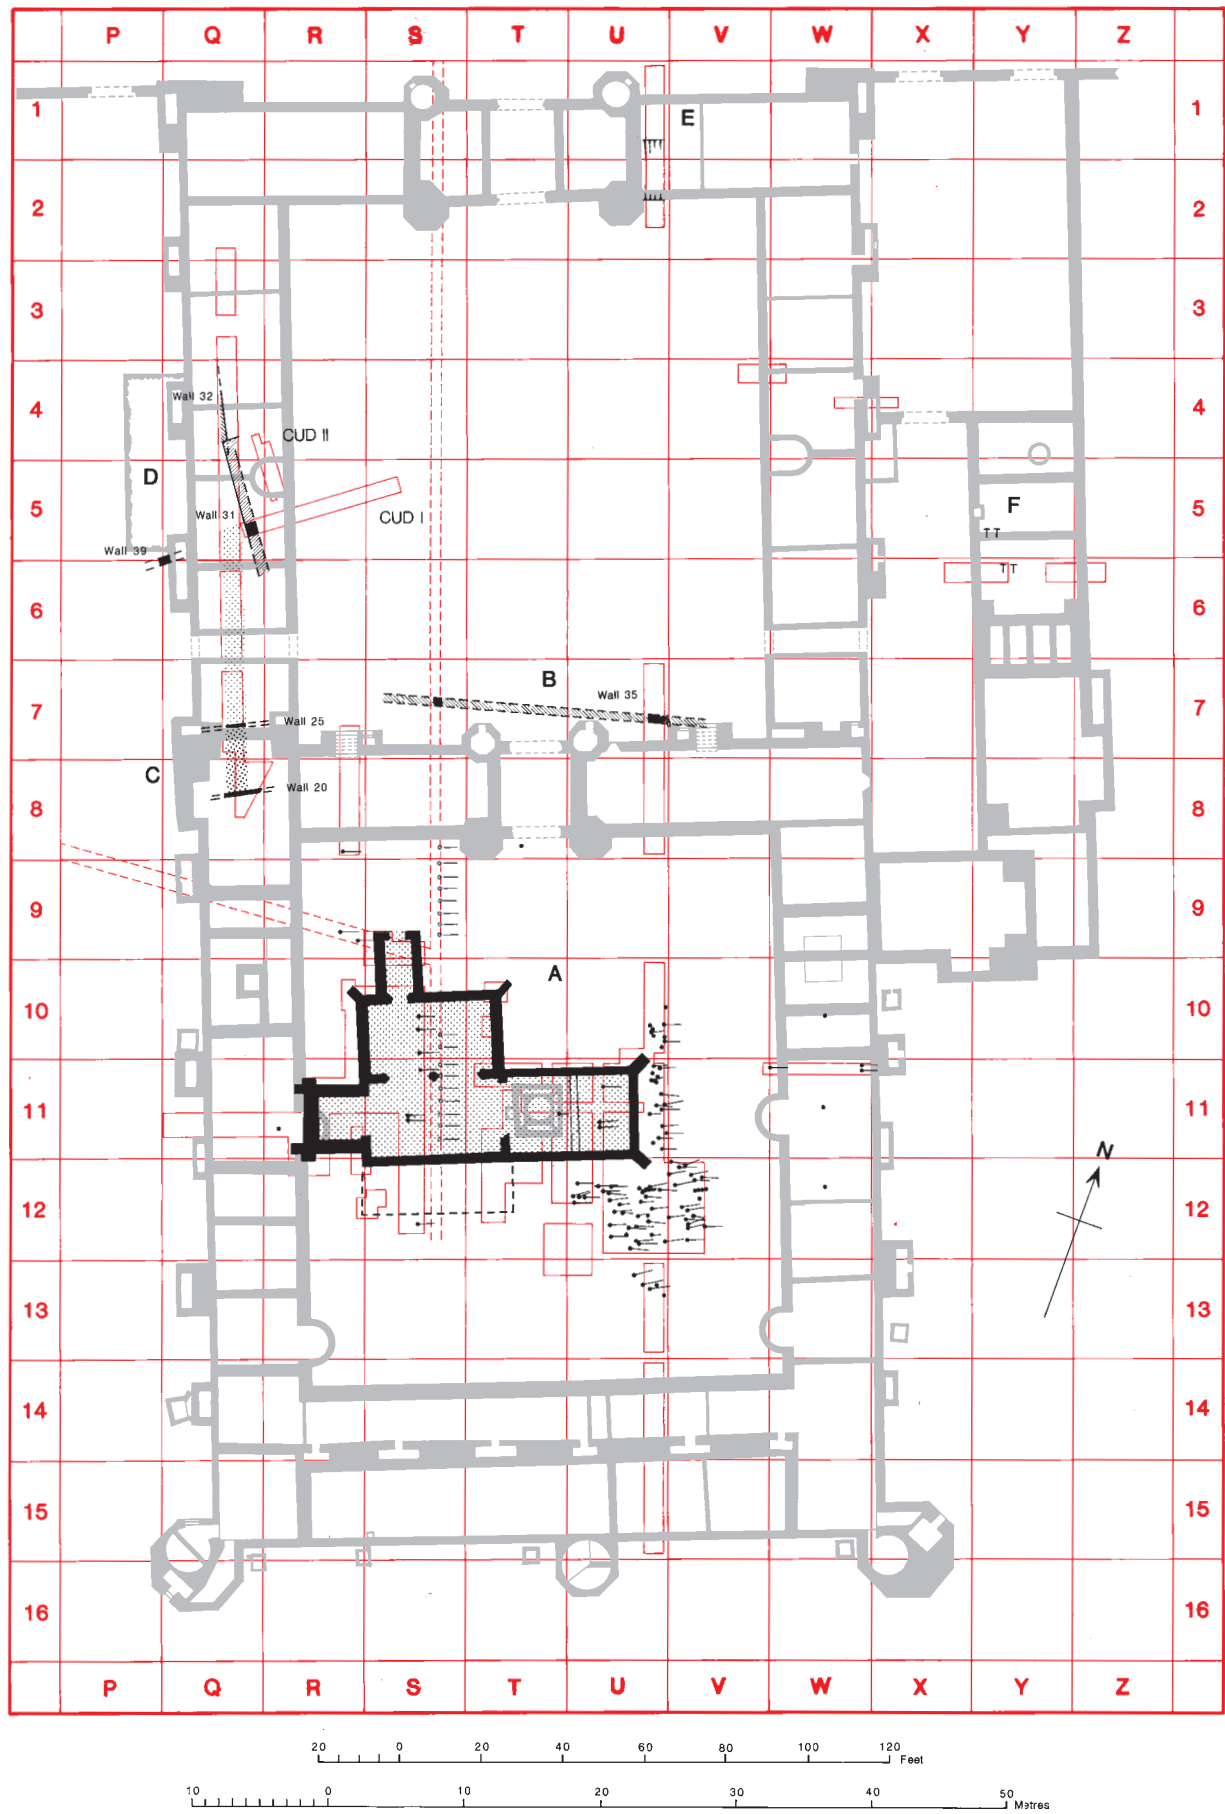 P Q R S T U V W X Y Z
1 E 1
2 2
3 3
4 Wall 32 4
CUD II
D
5 Wall 31 CUD I F 5
TT
Wall 39
TT
6 6
B
Wall 35
7 Wall 25 7
C
Wall 20
8 8
9 9
A
10 10
11 11
N
12 12
13 13
14 14
15 15
16 16
P Q R S T U V W X Y Z
20 0 20 40 60 80 100 120
Feet
10 0 10 20 30 40 50
Metres